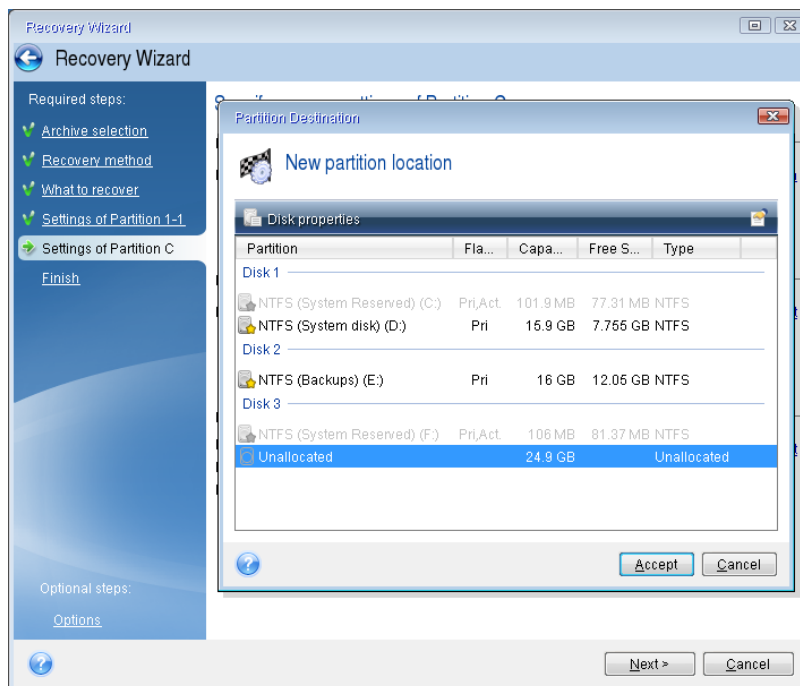 Recovery Wizard
Recovery Wizard
Required steps:
Archive selection
Recovery method
What to recover
Settings of Partition 1-1
Settings of Partition C
Finish
Optional steps:
Options
Partition Destination
New partition location
Disk properties
Partition Fla... Capa... Free S... Type
Disk 1
NTFS (System Reserved) (C:) Pri,Act. 101.9 MB 77.31 MB NTFS
NTFS (System disk) (D:) Pri 15.9 GB 7.755 GB NTFS
Disk 2
NTFS (Backups) (E:) Pri 16 GB 12.05 GB NTFS
Disk 3
NTFS (System Reserved) (F:) Pri,Act. 106 MB 81.37 MB NTFS
Unallocated 24.9 GB Unallocated
Accept Cancel
Next > Cancel